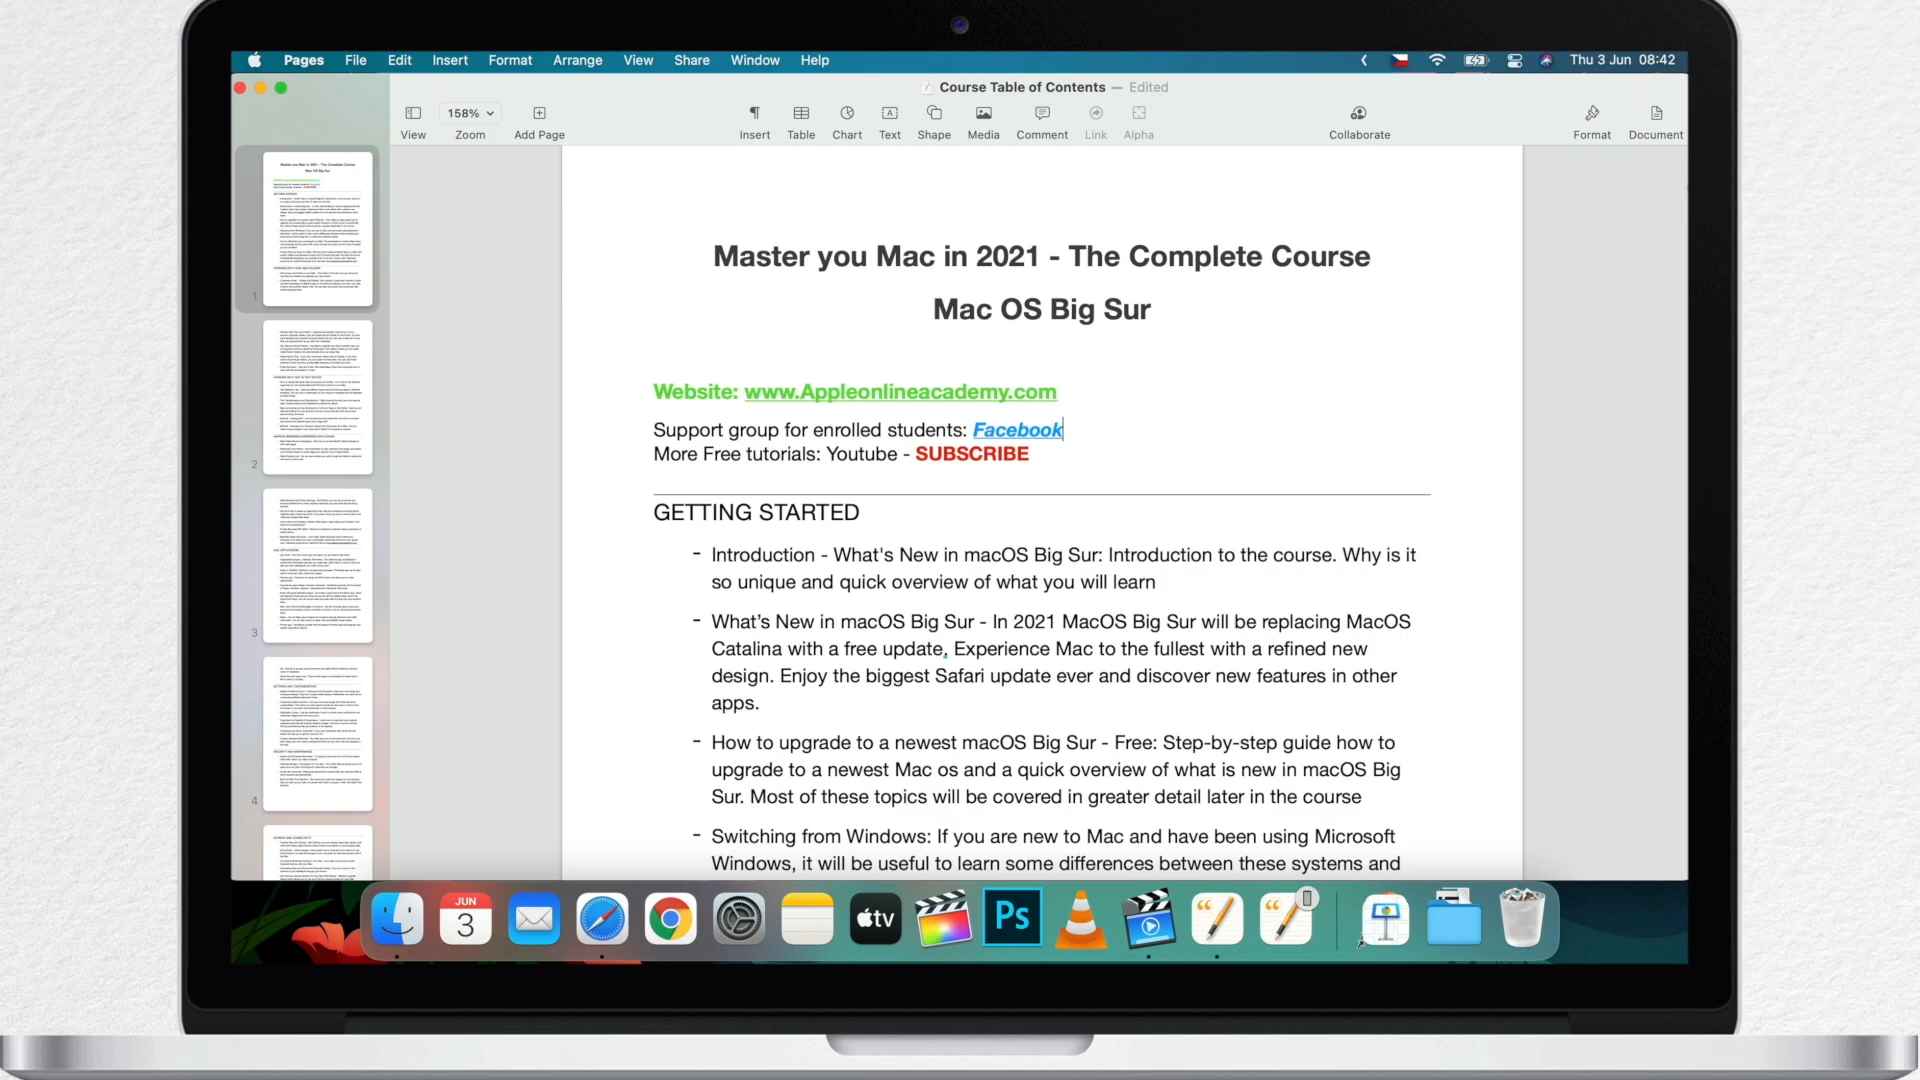 Pages File Edit Insert Format Arrange View Share Window Help Thu 3 Jun 08:42
Course Table of Contents — Edited
158%
View Zoom Add Page Insert Table Chart Text Shape Media Comment Link Alpha Collaborate Format Document
1
2
3
4
Master you Mac in 2021 - The Complete Course
Mac OS Big Sur
Website: www.Appleonlineacademy.com
Support group for enrolled students: Facebook
More Free tutorials: Youtube - SUBSCRIBE
GETTING STARTED
- Introduction - What's New in macOS Big Sur: Introduction to the course. Why is it
so unique and quick overview of what you will learn
- What’s New in macOS Big Sur - In 2021 MacOS Big Sur will be replacing MacOS
Catalina with a free update, Experience Mac to the fullest with a refined new
design. Enjoy the biggest Safari update ever and discover new features in other
apps.
- How to upgrade to a newest macOS Big Sur - Free: Step-by-step guide how to
upgrade to a newest Mac os and a quick overview of what is new in macOS Big
Sur. Most of these topics will be covered in greater detail later in the course
- Switching from Windows: If you are new to Mac and have been using Microsoft
Windows, it will be useful to learn some differences between these systems and
JUN
3
tv
Ps